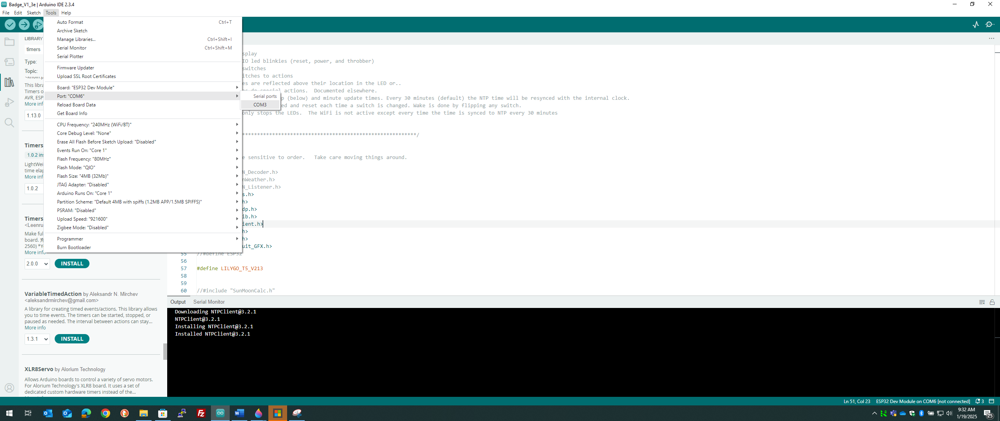 Badge_V1_3e | Arduino IDE 2.3.4
File Edit Sketch Tools Help
Auto Format Ctrl+T
Archive Sketch
Manage Libraries... Ctrl+Shift+I
Serial Monitor Ctrl+Shift+M
Serial Plotter
Firmware Updater
Upload SSL Root Certificates
Board: "ESP32 Dev Module"
Port: "COM6"
Reload Board Data
Get Board Info
CPU Frequency: "240MHz (WiFi/BT)"
Core Debug Level: "None"
Erase All Flash Before Sketch Upload: "Disabled"
Events Run On: "Core 1"
Flash Frequency: "80MHz"
Flash Mode: "QIO"
Flash Size: "4MB (32Mb)"
JTAG Adapter: "Disabled"
Arduino Runs On: "Core 1"
Partition Scheme: "Default 4MB with spiffs (1.2MB APP/1.5MB SPIFFS)"
PSRAM: "Disabled"
Upload Speed: "921600"
Zigbee Mode: "Disabled"
Programmer
Burn Bootloader
Serial ports
COM3
LIBRARY
timers
Type:
Topic:
This libra
Timers o
AVR, ESP
More inf
1.13.0
Timers
1.0.2 ins
LightWei
time elap
More inf
1.0.2
Timers
<Leenru
Make ful
board. 充
2560) *Y
More info
2.0.0 INSTALL
VariableTimedAction by Aleksandr N. Mirchev
<aleksandrmirchev@gmail.com>
A library for creating timed events/actions. This library allows
you to time events. The timers can be started, stopped, or
paused as needed. The interval between actions can stay...
More info
1.3.1 INSTALL
XLR8Servo by Alorium Technology
Allows Arduino boards to control a variety of servo motors.
For Alorium Technology's XLR8 board. It uses a set of
dedicated custom hardware timers instead of the...
splay
IO led blinkies (reset, power, and throbber)
switches
itches to actions
es are reflected above their location in the LED or..
es do special actions.  Documented elsewhere.
p (below) and minute update times. Every 30 minutes (default) the NTP time will be resynced with the internal clock.
ed and reset each time a switch is changed. Wake is done by flipping any switch.
only stops the LEDs.  The WiFi is not active except every time the time is synced to NTP every 30 minutes
**********************************************************/
e sensitive to order.   Take care moving things around.
N_Decoder.h>
nWeather.h>
N_Listener.h>
s.h>
h>
dp.h>
ib.h>
ient.h>
h>
h>
uit_GFX.h>
55 //#define ESP32
56
57 #define LILYGO_T5_V213
58
59
60 //#include "SunMoonCalc.h"
Output Serial Monitor
Downloading NTPClient@3.2.1
NTPClient@3.2.1
Installing NTPClient@3.2.1
Installed NTPClient@3.2.1
Ln 51, Col 23 ESP32 Dev Module on COM6 [not connected] 3
9:32 AM
1/19/2025
25